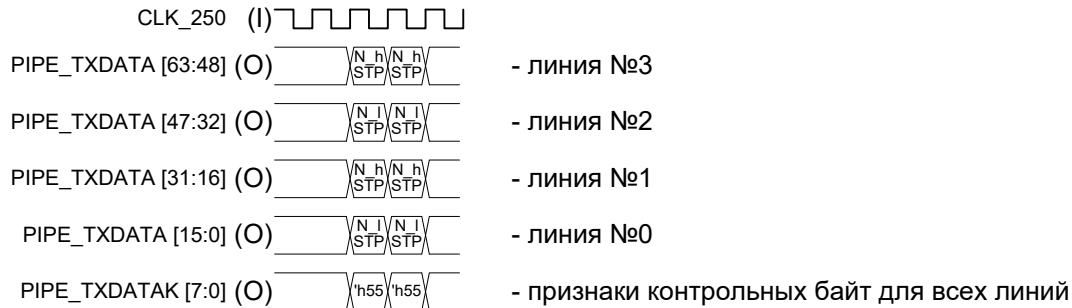 CLK_250 (I)
PIPE_TXDATA [63:48] (O) N_h STP N_h STP - линия №3
PIPE_TXDATA [47:32] (O) N_l STP N_l STP - линия №2
PIPE_TXDATA [31:16] (O) N_h STP N_h STP - линия №1
PIPE_TXDATA [15:0] (O) N_l STP N_l STP - линия №0
PIPE_TXDATAK [7:0] (O) 'h55 'h55 - признаки контрольных байт для всех линий